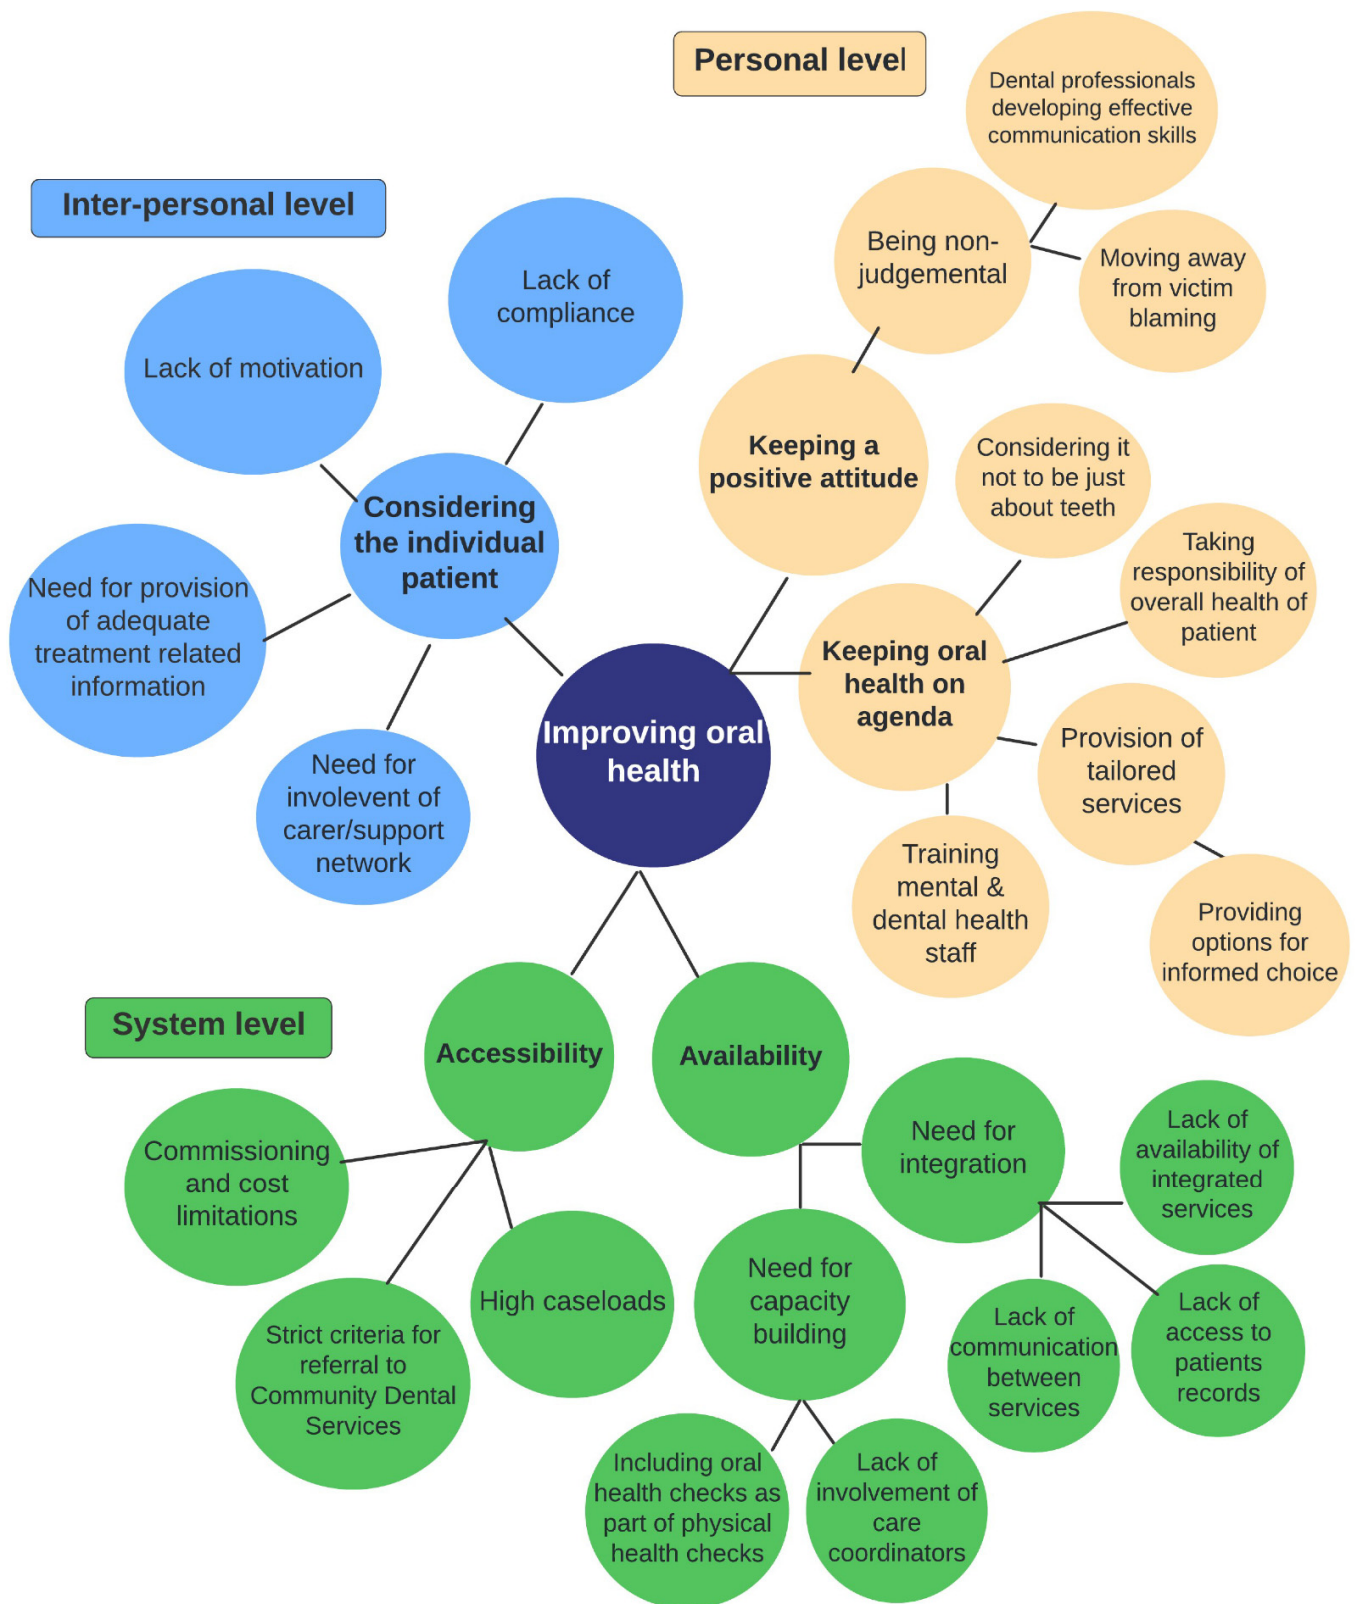 Personal level
Dental professionals
developing effective
communication skills
Being non-
judgemental
Moving away
from victim
blaming
Keeping a
positive attitude
Considering it
not to be just
about teeth
Taking
responsibility of
overall health of
patient
Keeping oral
health on
agenda
Provision of
tailored
services
Training
mental &
dental health
staff
Providing
options for
informed choice
Inter-personal level
Lack of
compliance
Lack of motivation
Considering
the individual
patient
Need for provision
of adequate
treatment related
information
Need for
involevent of
carer/support
network
Improving oral
health
System level
Accessibility
Availability
Commissioning
and cost
limitations
Strict criteria for
referral to
Community Dental
Services
High caseloads
Need for
integration
Lack of
availability of
integrated
services
Need for
capacity
building
Lack of
communication
between
services
Lack of
access to
patients
records
Including oral
health checks as
part of physical
health checks
Lack of
involvement of
care
coordinators